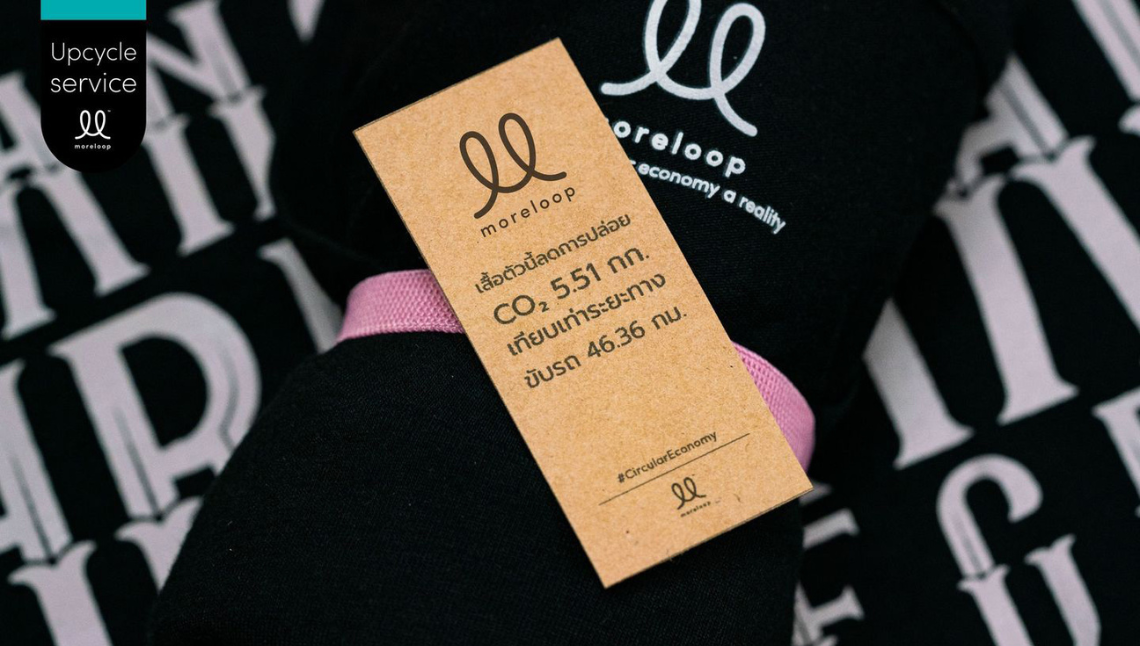 Upcycle
service
moreloop
moreloop
economy a reality
moreloop
เสื้อตัวนี้ลดการปล่อย
CO₂ 5.51 กก.
เทียบเท่าระยะทาง
ขับรถ 46.36 กม.
#CircularEconomy
moreloop